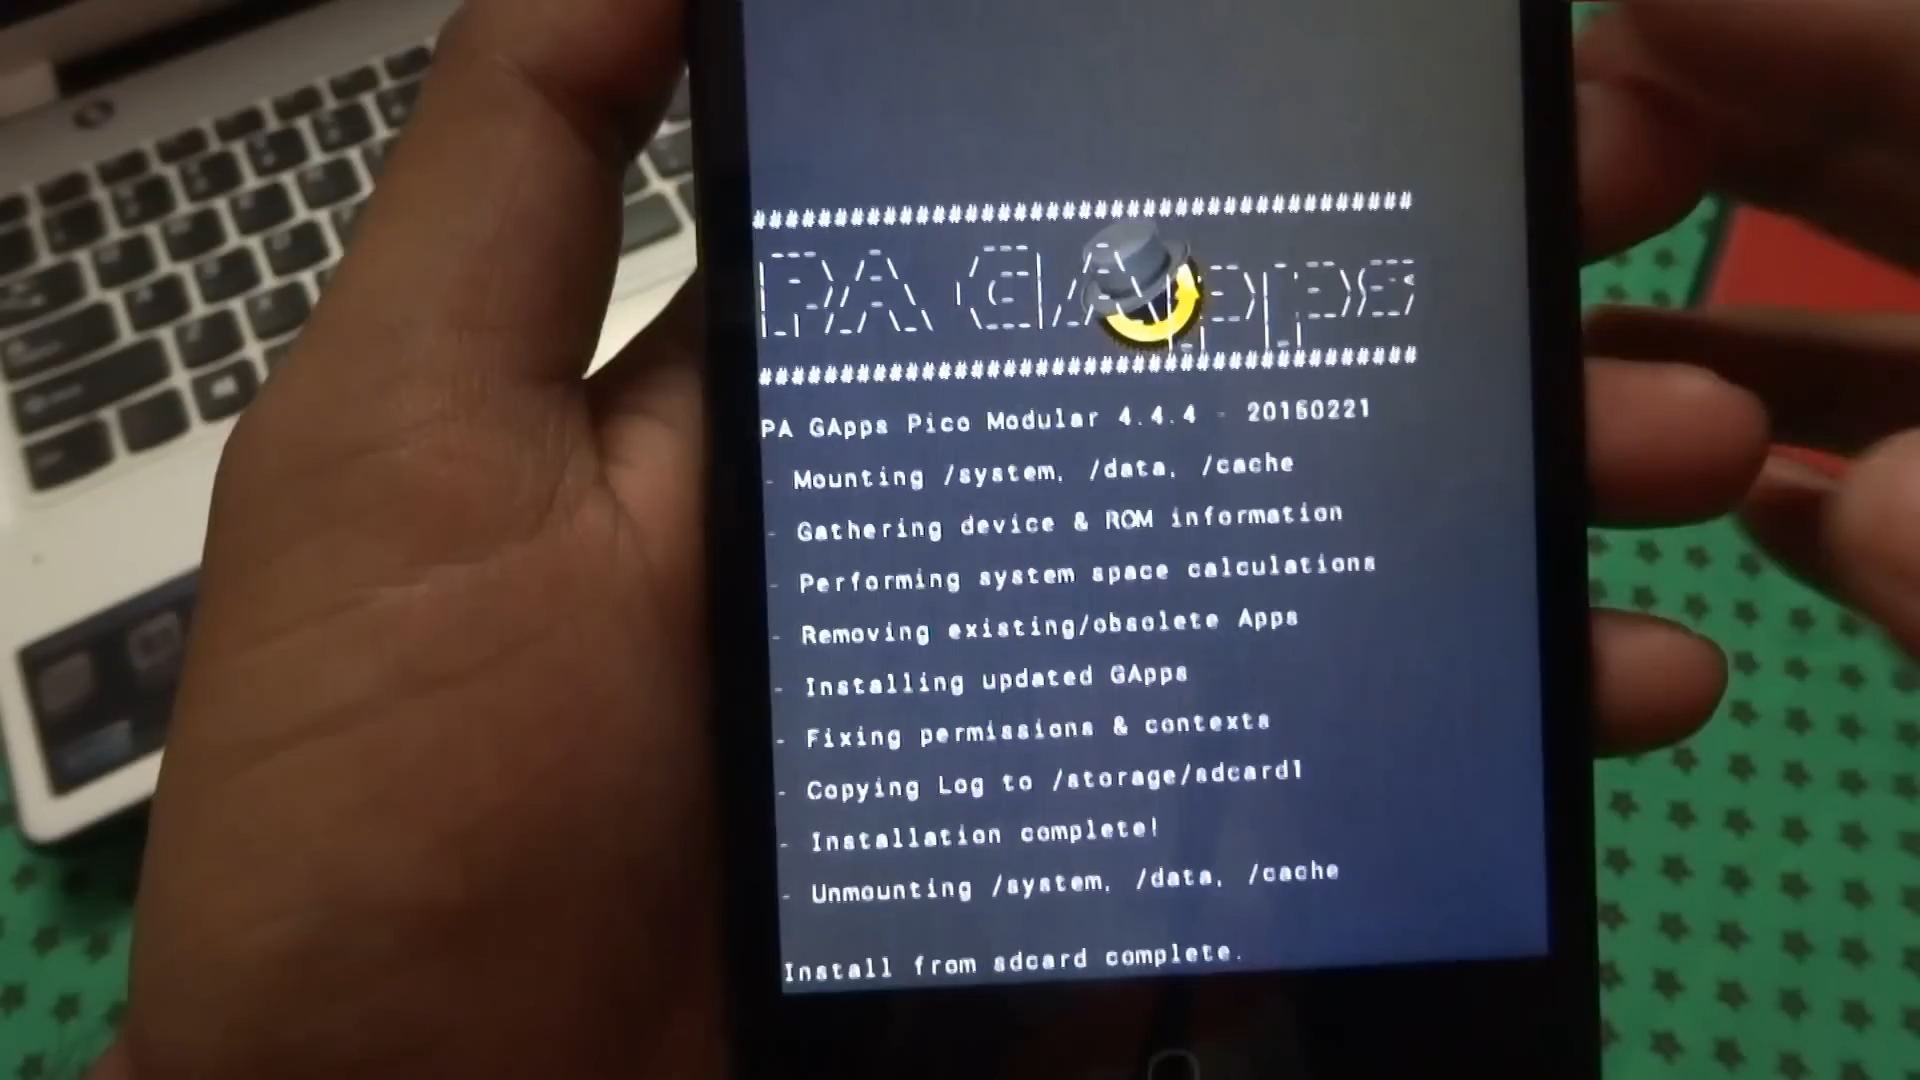 ########################################
PA GApps
########################################
PA GApps Pico Modular 4.4.4 - 20150221
- Mounting /system, /data, /cache
- Gathering device & ROM information
- Performing system space calculations
- Removing existing/obsolete Apps
- Installing updated GApps
- Fixing permissions & contexts
- Copying Log to /storage/sdcard1
- Installation complete!
- Unmounting /system, /data, /cache
Install from sdcard complete.